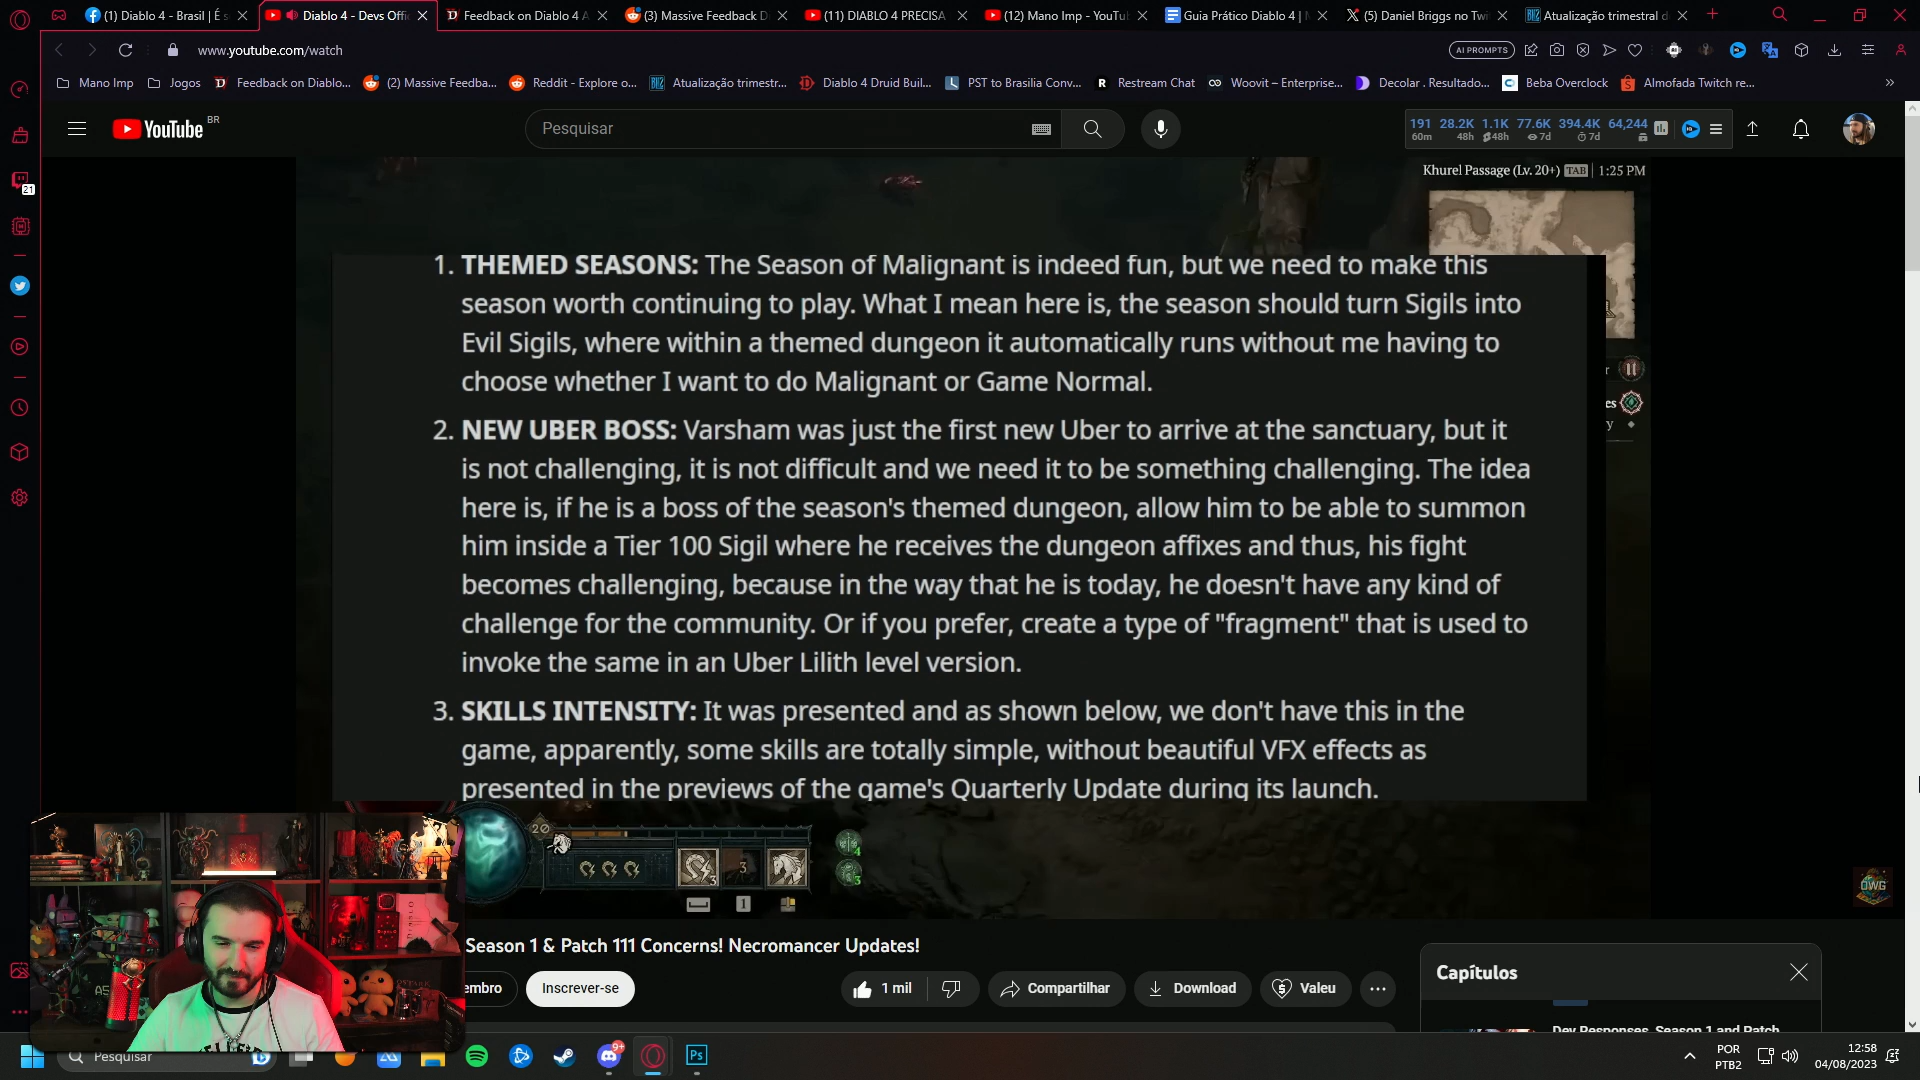 (1) Diablo 4 - Brasil | É s
Diablo 4 - Devs Offi
Feedback on Diablo 4 A
(3) Massive Feedback D
(11) DIABLO 4 PRECISA
(12) Mano Imp - YouTu
Guia Prático Diablo 4 |
(5) Daniel Briggs no Twi
Atualização trimestral d
www.youtube.com/watch
AI PROMPTS
Mano Imp
Jogos
Feedback on Diablo...
(2) Massive Feedba...
Reddit - Explore o...
Atualização trimestr...
Diablo 4 Druid Buil...
PST to Brasilia Conv...
Restream Chat
Woovit – Enterprise...
Decolar . Resultado...
Beba Overclock
Almofada Twitch re...
YouTube BR
Pesquisar
191 28.2K 1.1K 77.6K 394.4K 64,244
60m 48h 48h 7d 7d
21
Khurel Passage (Lv. 20+) TAB | 1:25 PM
1. THEMED SEASONS: The Season of Malignant is indeed fun, but we need to make this
season worth continuing to play. What I mean here is, the season should turn Sigils into
Evil Sigils, where within a themed dungeon it automatically runs without me having to
choose whether I want to do Malignant or Game Normal.
2. NEW UBER BOSS: Varsham was just the first new Uber to arrive at the sanctuary, but it
is not challenging, it is not difficult and we need it to be something challenging. The idea
here is, if he is a boss of the season's themed dungeon, allow him to be able to summon
him inside a Tier 100 Sigil where he receives the dungeon affixes and thus, his fight
becomes challenging, because in the way that he is today, he doesn't have any kind of
challenge for the community. Or if you prefer, create a type of "fragment" that is used to
invoke the same in an Uber Lilith level version.
3. SKILLS INTENSITY: It was presented and as shown below, we don't have this in the
game, apparently, some skills are totally simple, without beautiful VFX effects as
presented in the previews of the game's Quarterly Update during its launch.
20
3
3
4
3
1
OWG
Season 1 & Patch 111 Concerns! Necromancer Updates!
embro
Inscrever-se
1 mil
Compartilhar
Download
Valeu
Capítulos
Dev Responses, Season 1 and Patch
Pesquisar
9+
Ps
POR
PTB2
12:58
04/08/2023